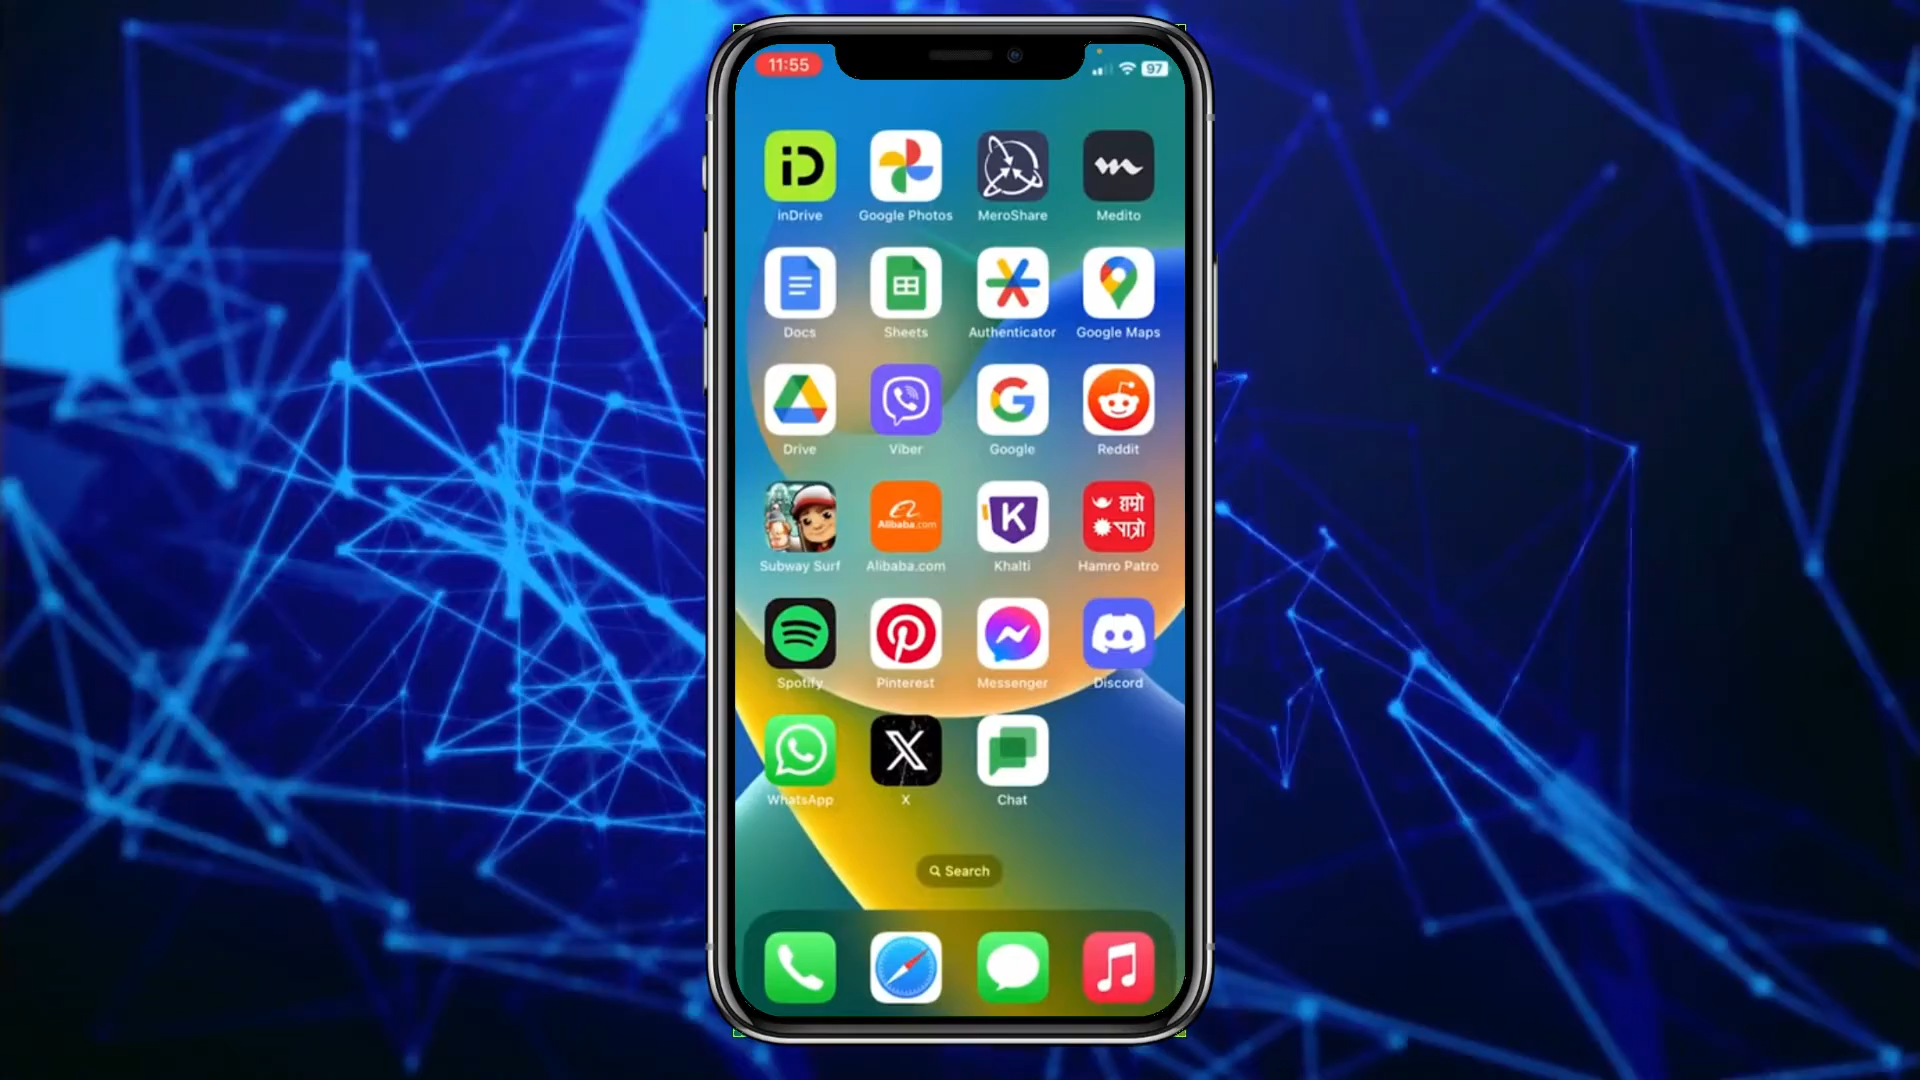 11:55
97
iD
inDrive
Google Photos
MeroShare
Medito
Docs
Sheets
Authenticator
Google Maps
Drive
Viber
Google
Reddit
Alibaba.com
K
हाम्रो
पात्रो
Subway Surf
Alibaba.com
Khalti
Hamro Patro
Spotify
Pinterest
Messenger
Discord
WhatsApp
X
Chat
Search